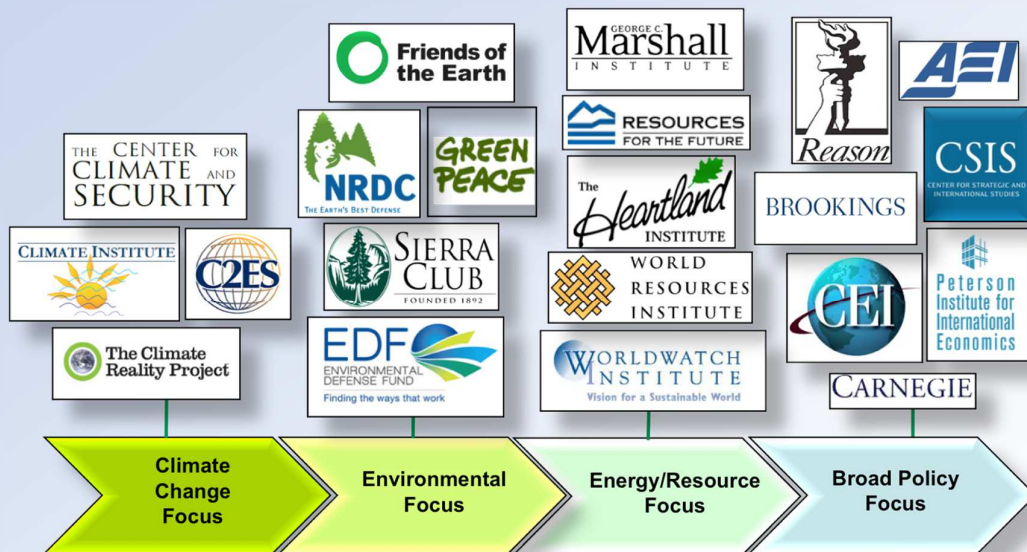 THE CENTER FOR
CLIMATE AND
SECURITY
CLIMATE INSTITUTE
C2ES
The Climate
Reality Project
Friends of
the Earth
NRDC
THE EARTH'S BEST DEFENSE
GREEN
PEACE
SIERRA
CLUB
FOUNDED 1892
EDF
ENVIRONMENTAL
DEFENSE FUND
Finding the ways that work
GEORGE C.
Marshall
INSTITUTE
RESOURCES
FOR THE FUTURE
The
Heartland
INSTITUTE
WORLD
RESOURCES
INSTITUTE
WORLDWATCH
INSTITUTE
Vision for a Sustainable World
Reason
AEI
CSIS
CENTER FOR STRATEGIC AND
INTERNATIONAL STUDIES
BROOKINGS
CEI
Peterson
Institute for
International
Economics
CARNEGIE
Climate
Change
Focus
Environmental
Focus
Energy/Resource
Focus
Broad Policy
Focus